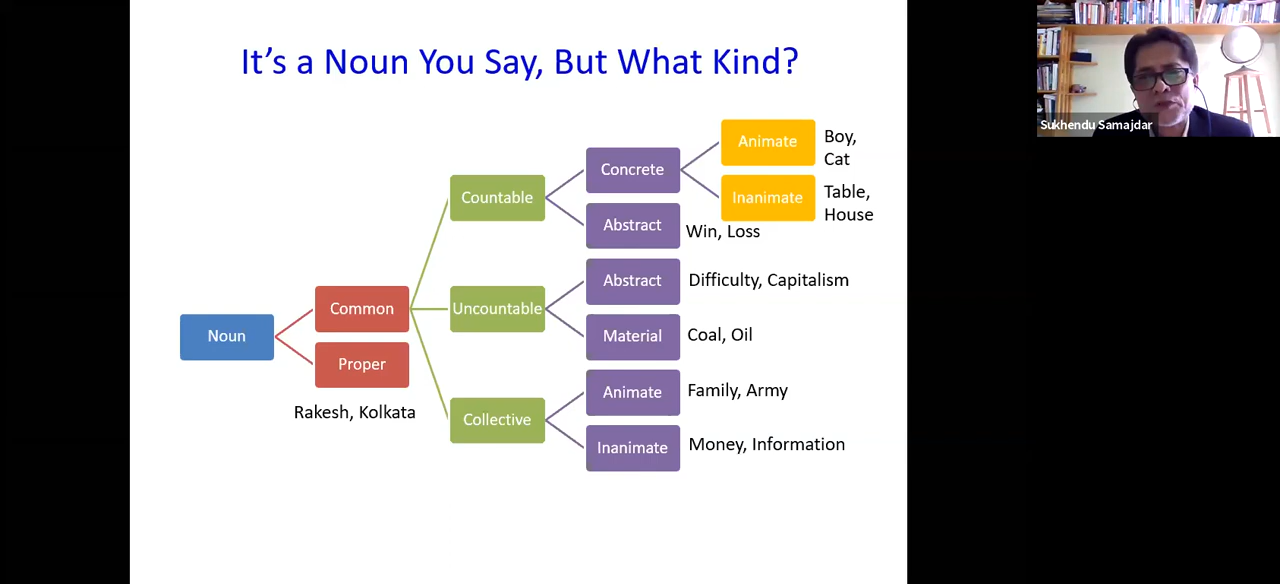 It's a Noun You Say, But What Kind?
Sukhendu Samajdar
Noun
Common
Proper
Rakesh, Kolkata
Countable
Uncountable
Collective
Concrete
Abstract
Win, Loss
Abstract
Difficulty, Capitalism
Material
Coal, Oil
Animate
Family, Army
Inanimate
Money, Information
Animate
Boy,
Cat
Inanimate
Table,
House